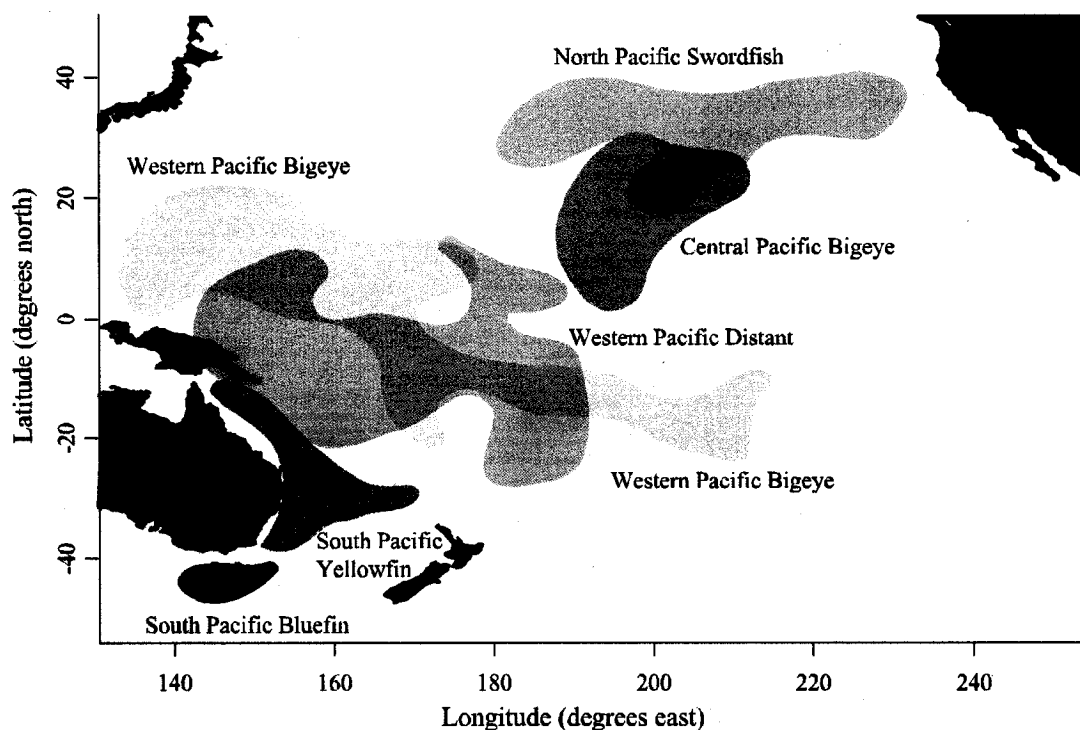 North Pacific Swordfish
Western Pacific Bigeye
Central Pacific Bigeye
Western Pacific Distant
Western Pacific Bigeye
South Pacific
Yellowfin
South Pacific Bluefin
Latitude (degrees north)
40
20
0
-20
-40
140
160
180
200
220
240
Longitude (degrees east)